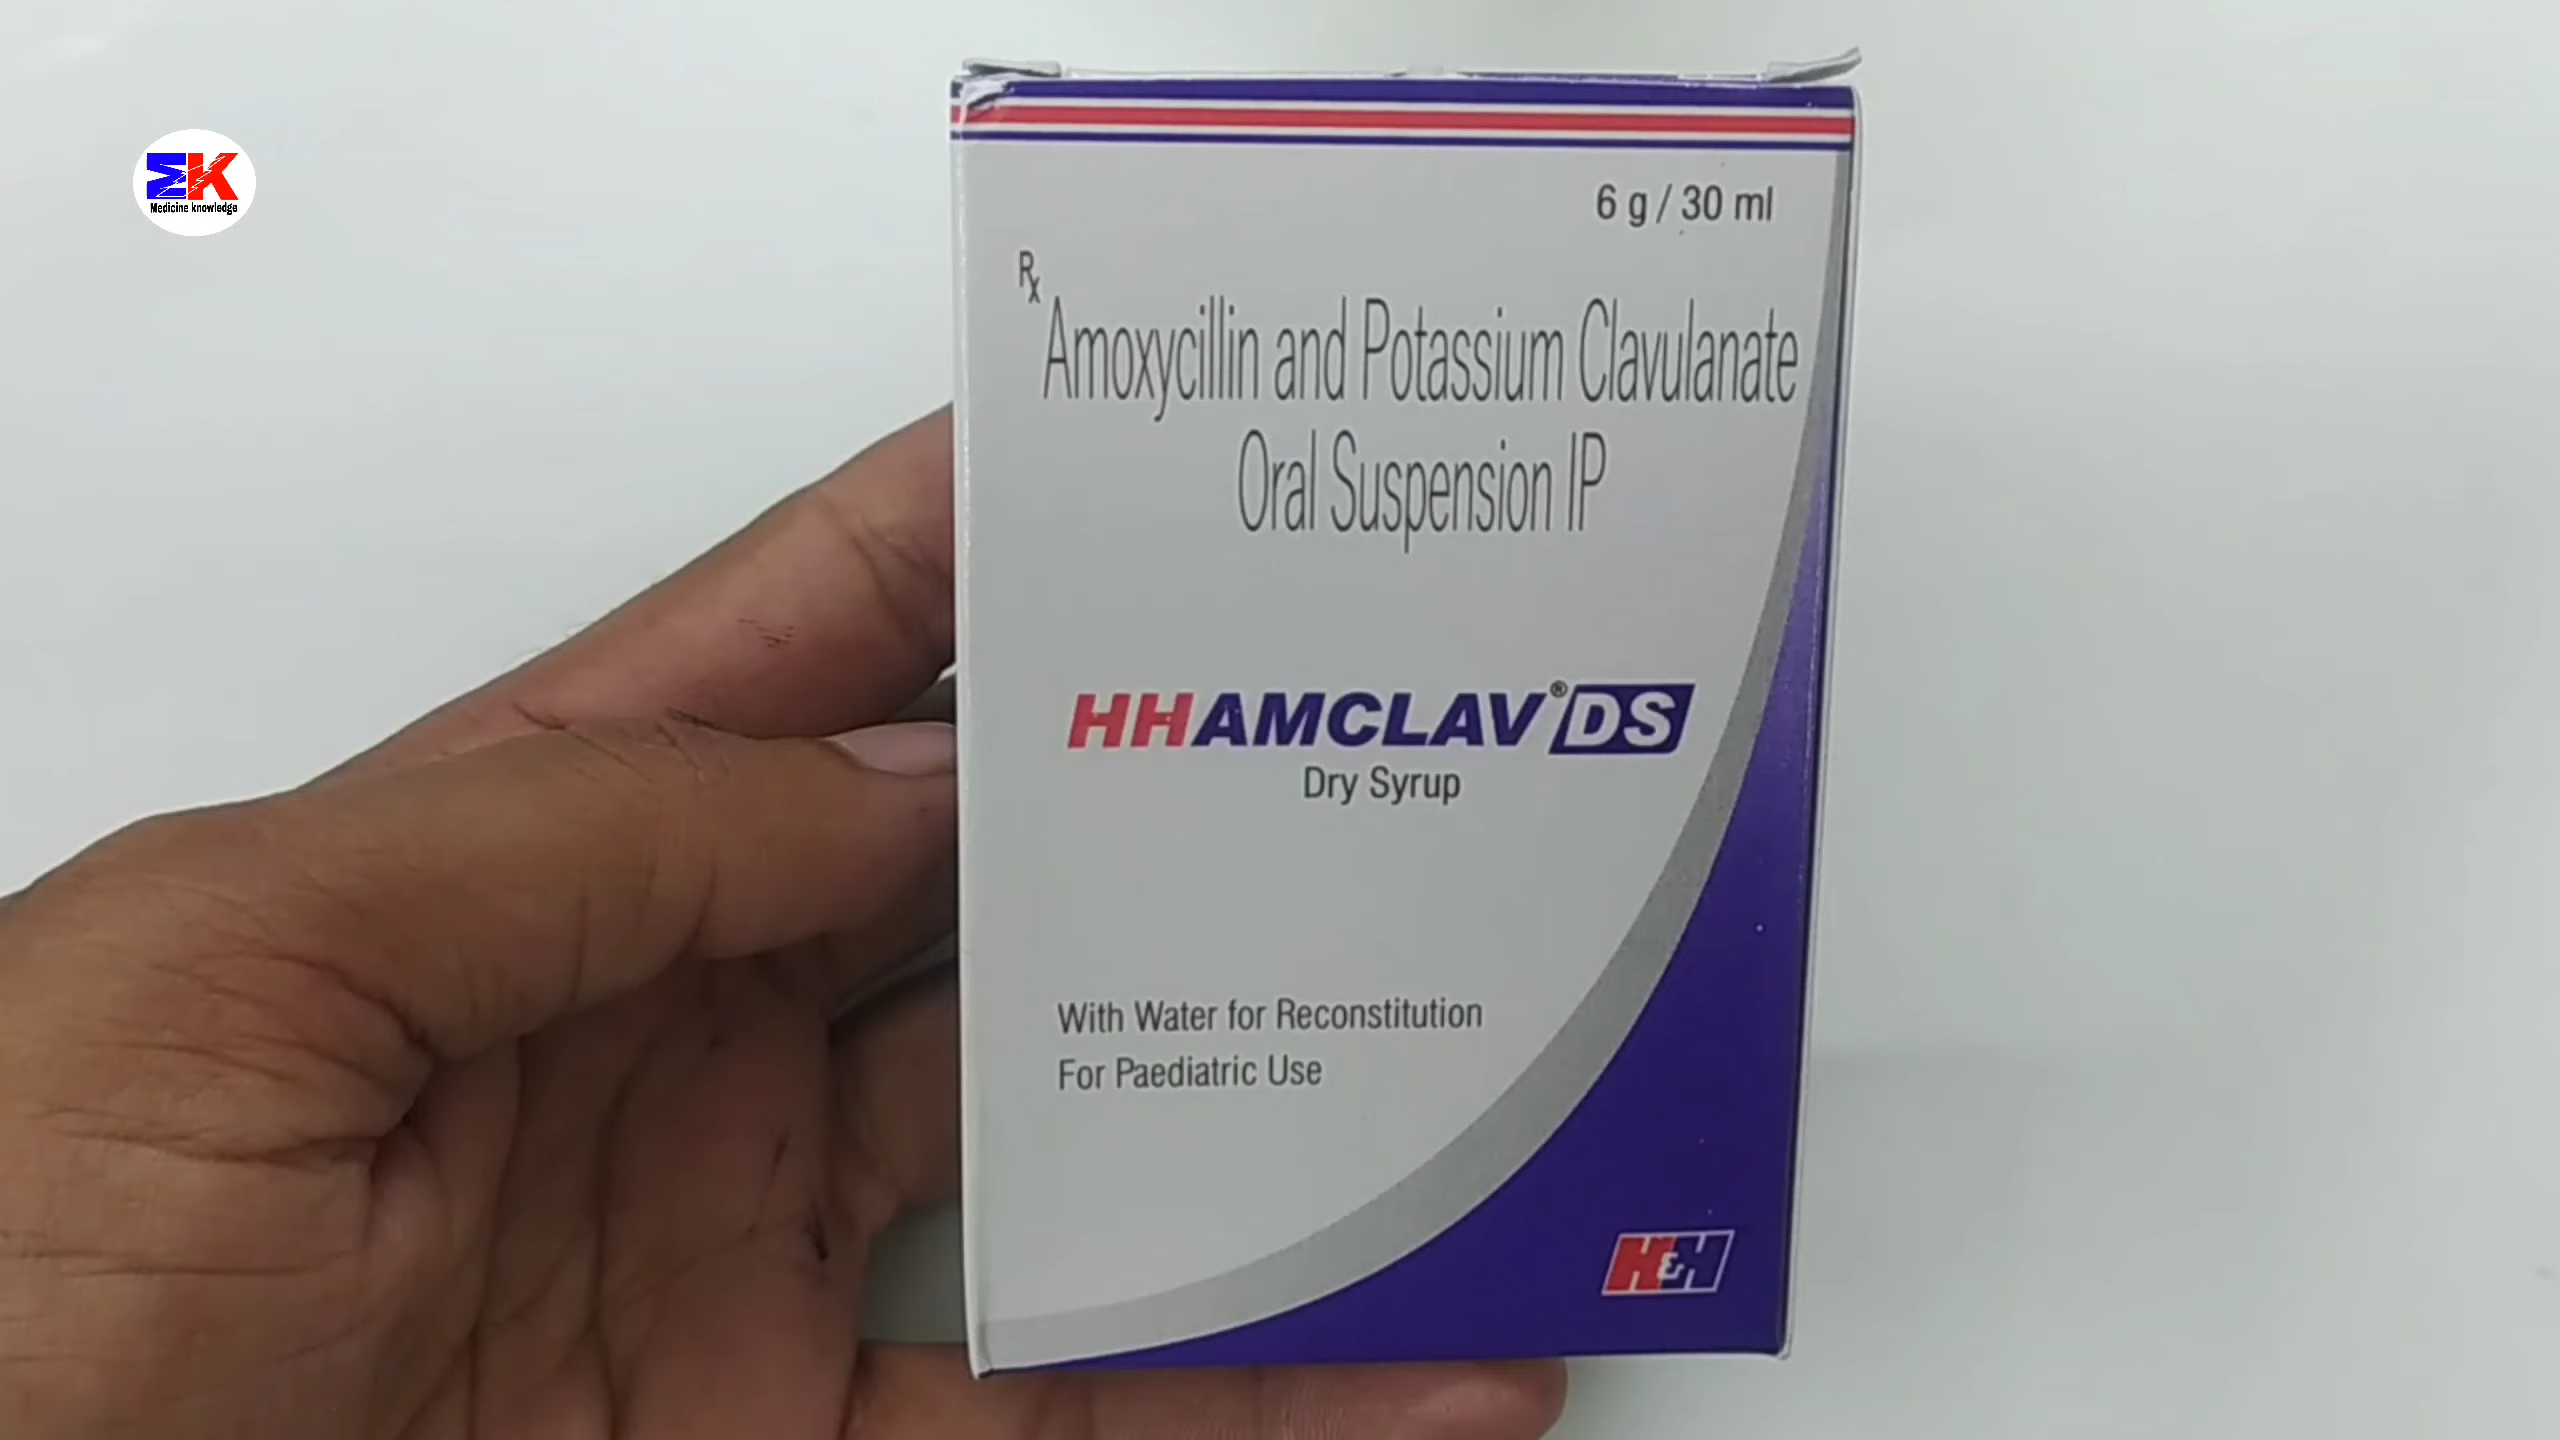 MK
Medicine knowledge
6 g / 30 ml
Rx
Amoxycillin and Potassium Clavulanate
Oral Suspension IP
HHAMCLAV® DS
Dry Syrup
With Water for Reconstitution
For Paediatric Use
H&H